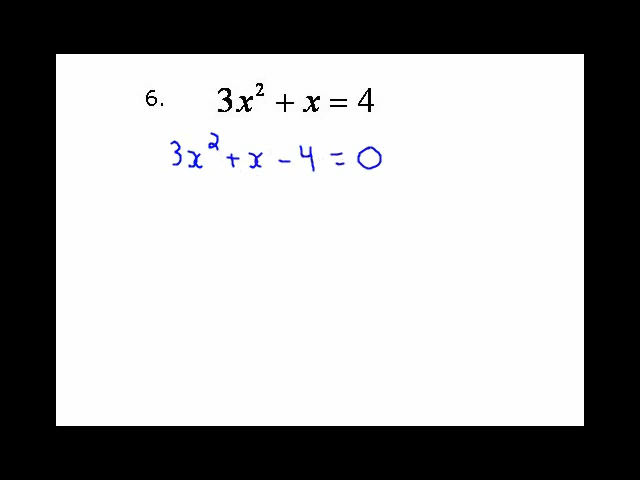 6. 3x² + x = 4
3x² + x - 4 = 0